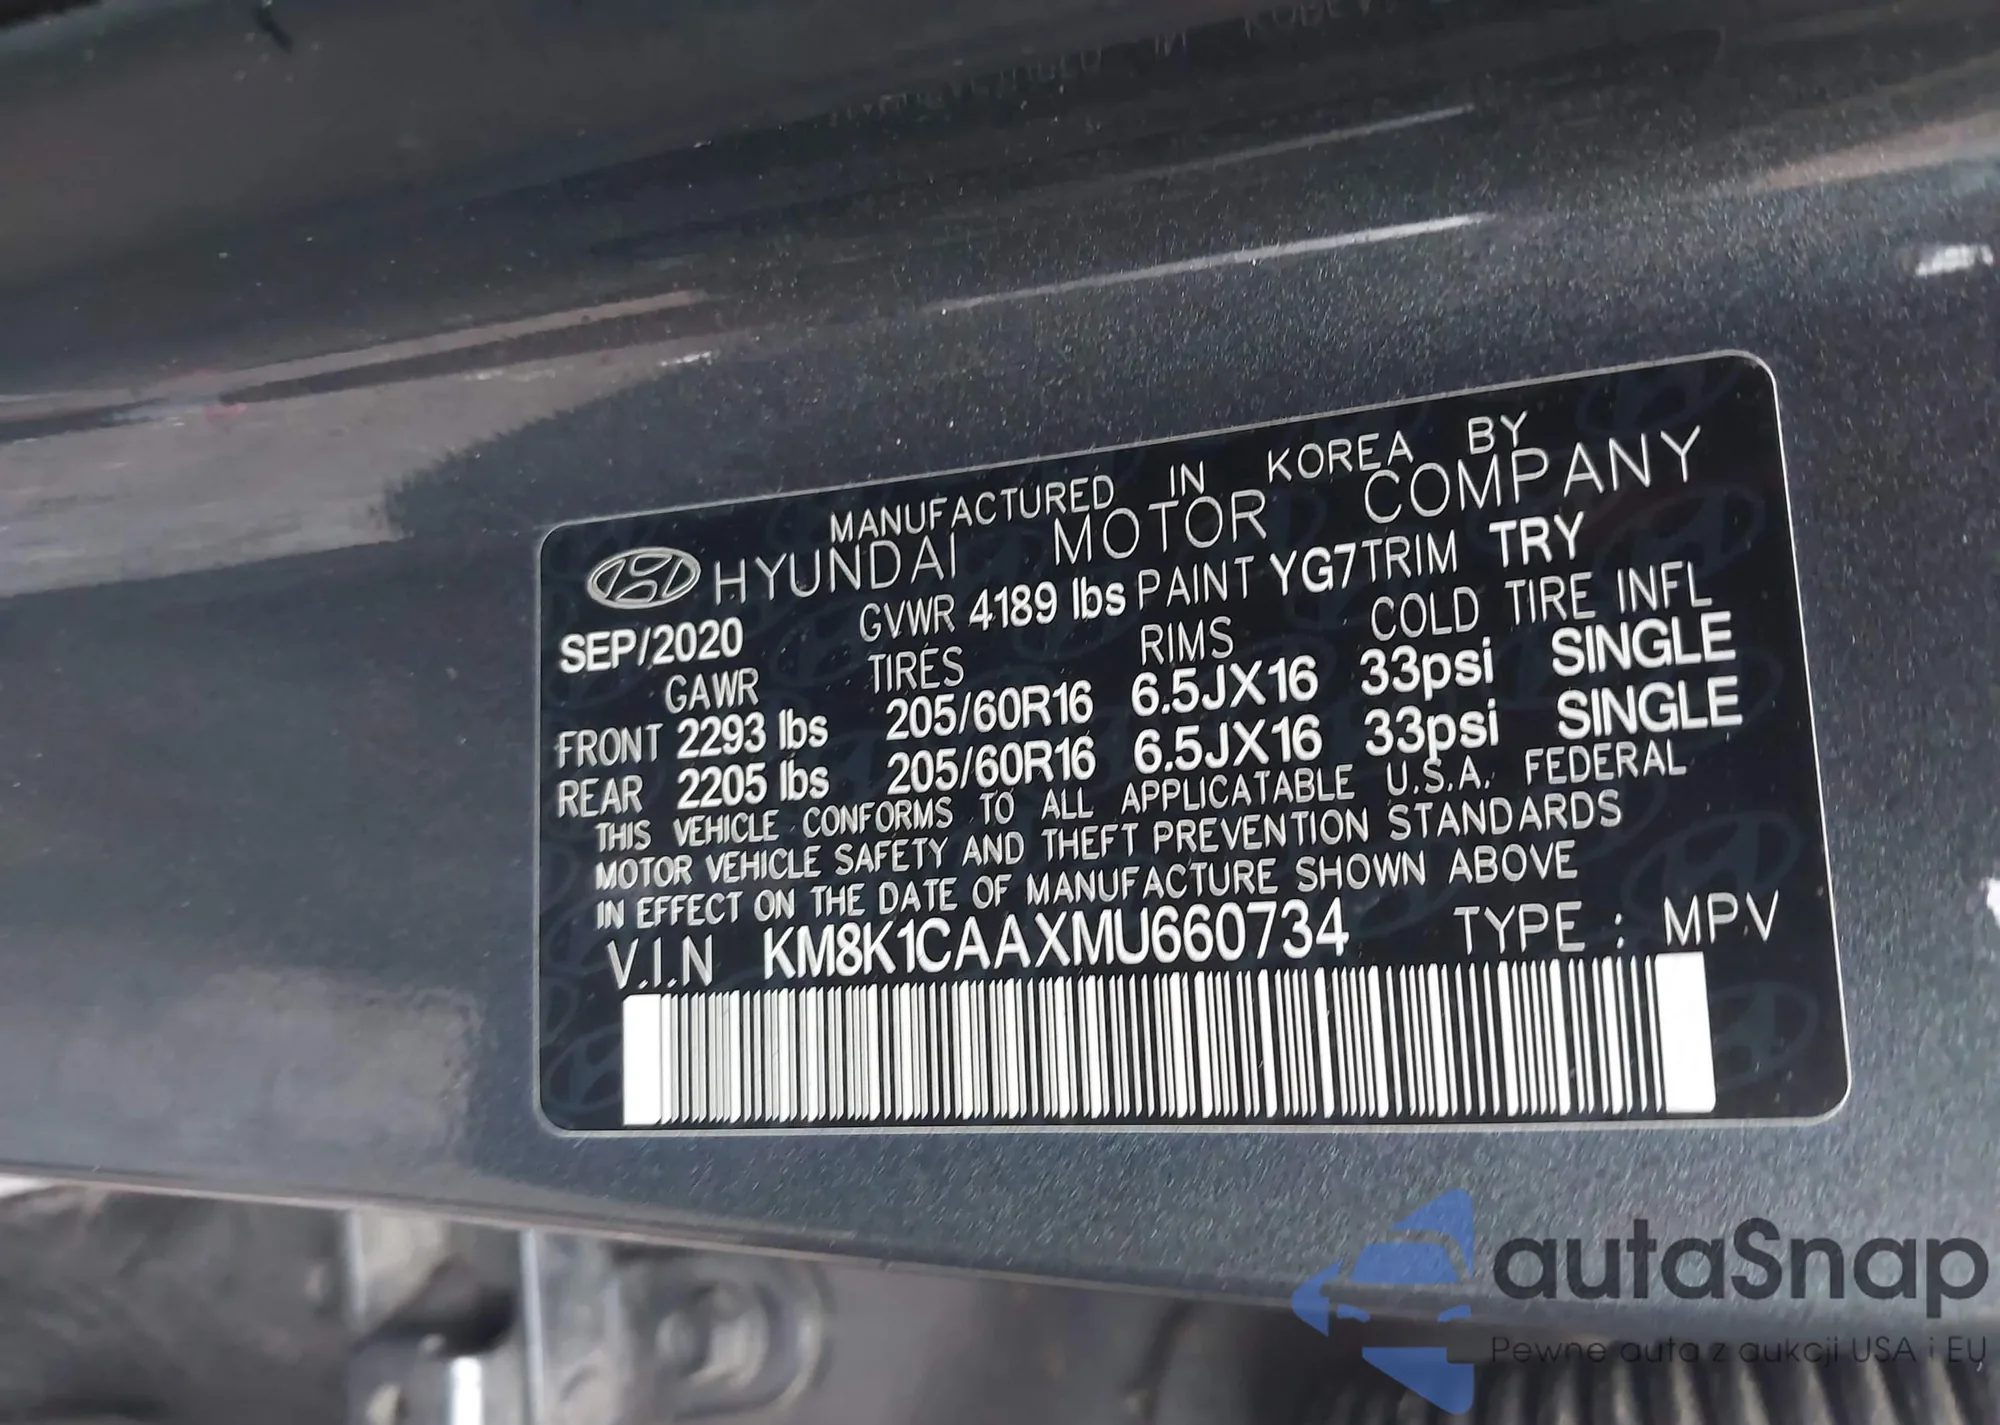 MANUFACTURED IN KOREA BY
HYUNDAI MOTOR COMPANY
SEP/2020 GVWR 4189 lbs PAINT YG7 TRIM TRY
GAWR TIRES RIMS COLD TIRE INFL
FRONT 2293 lbs 205/60R16 6.5JX16 33psi SINGLE
REAR 2205 lbs 205/60R16 6.5JX16 33psi SINGLE
THIS VEHICLE CONFORMS TO ALL APPLICATABLE U.S.A. FEDERAL
MOTOR VEHICLE SAFETY AND THEFT PREVENTION STANDARDS
IN EFFECT ON THE DATE OF MANUFACTURE SHOWN ABOVE
V.I.N KM8K1CAAXMU660734 TYPE : MPV
autaSnap
Pewne auta z aukcji USA i EU